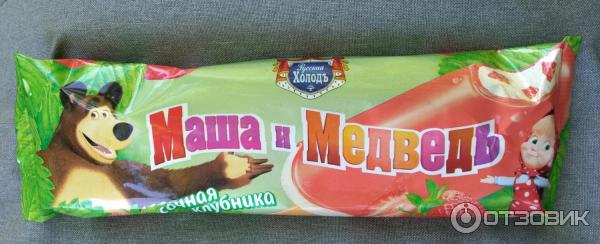 Русский
Холодъ
Маша и Медведь
сочная
клубника
ОТЗОВИК